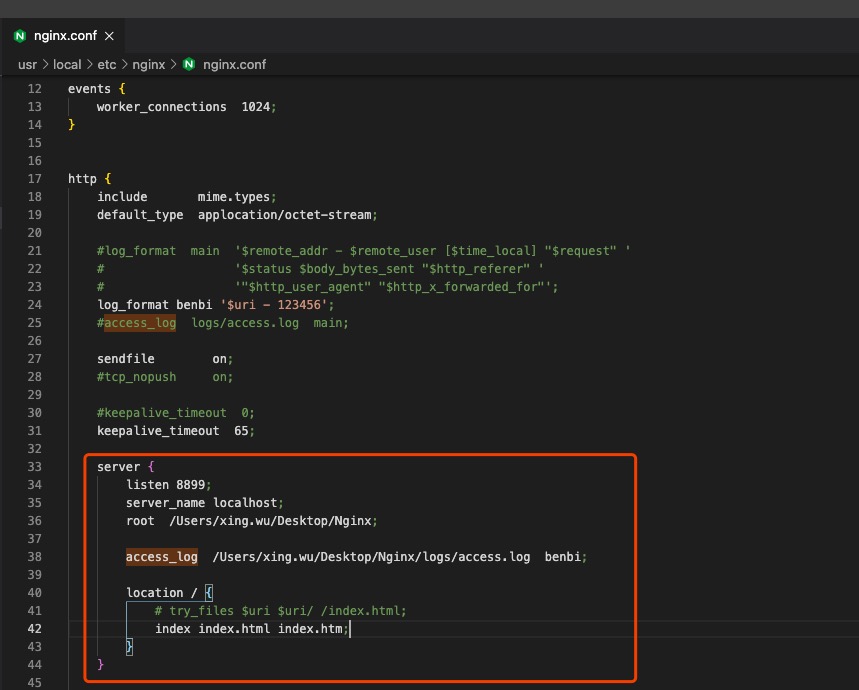 nginx.conf ×
usr > local > etc > nginx > nginx.conf
12 events {
13     worker_connections  1024;
14 }
15
16
17 http {
18     include       mime.types;
19     default_type  applocation/octet-stream;
20
21     #log_format  main  '$remote_addr - $remote_user [$time_local] "$request" '
22     #                  '$status $body_bytes_sent "$http_referer" '
23     #                  '"$http_user_agent" "$http_x_forwarded_for"';
24     log_format benbi '$uri - 123456';
25     #access_log  logs/access.log  main;
26
27     sendfile        on;
28     #tcp_nopush     on;
29
30     #keepalive_timeout  0;
31     keepalive_timeout  65;
32
33     server {
34         listen 8899;
35         server_name localhost;
36         root  /Users/xing.wu/Desktop/Nginx;
37
38         access_log  /Users/xing.wu/Desktop/Nginx/logs/access.log  benbi;
39
40         location / {
41             # try_files $uri $uri/ /index.html;
42             index index.html index.htm;
43         }
44     }
45